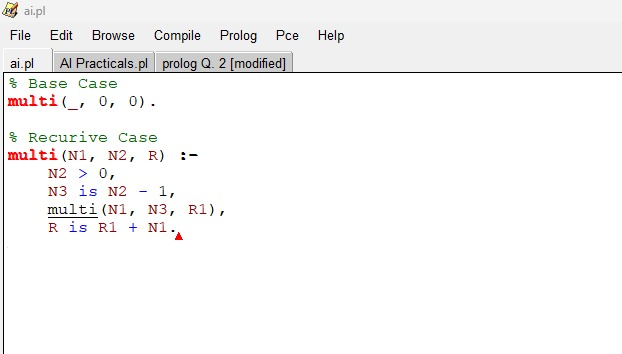 ai.pl
File Edit Browse Compile Prolog Pce Help
ai.pl AI Practicals.pl prolog Q. 2 [modified]
% Base Case
multi(_, 0, 0).
% Recurive Case
multi(N1, N2, R) :-
    N2 > 0,
    N3 is N2 - 1,
    multi(N1, N3, R1),
    R is R1 + N1.